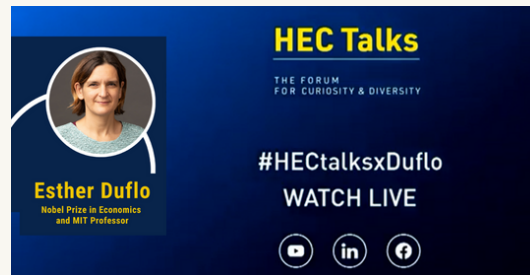 HEC Talks
THE FORUM
FOR CURIOSITY & DIVERSITY
Esther Duflo
Nobel Prize in Economics
and MIT Professor
#HECtalksxDuflo
WATCH LIVE
in
f